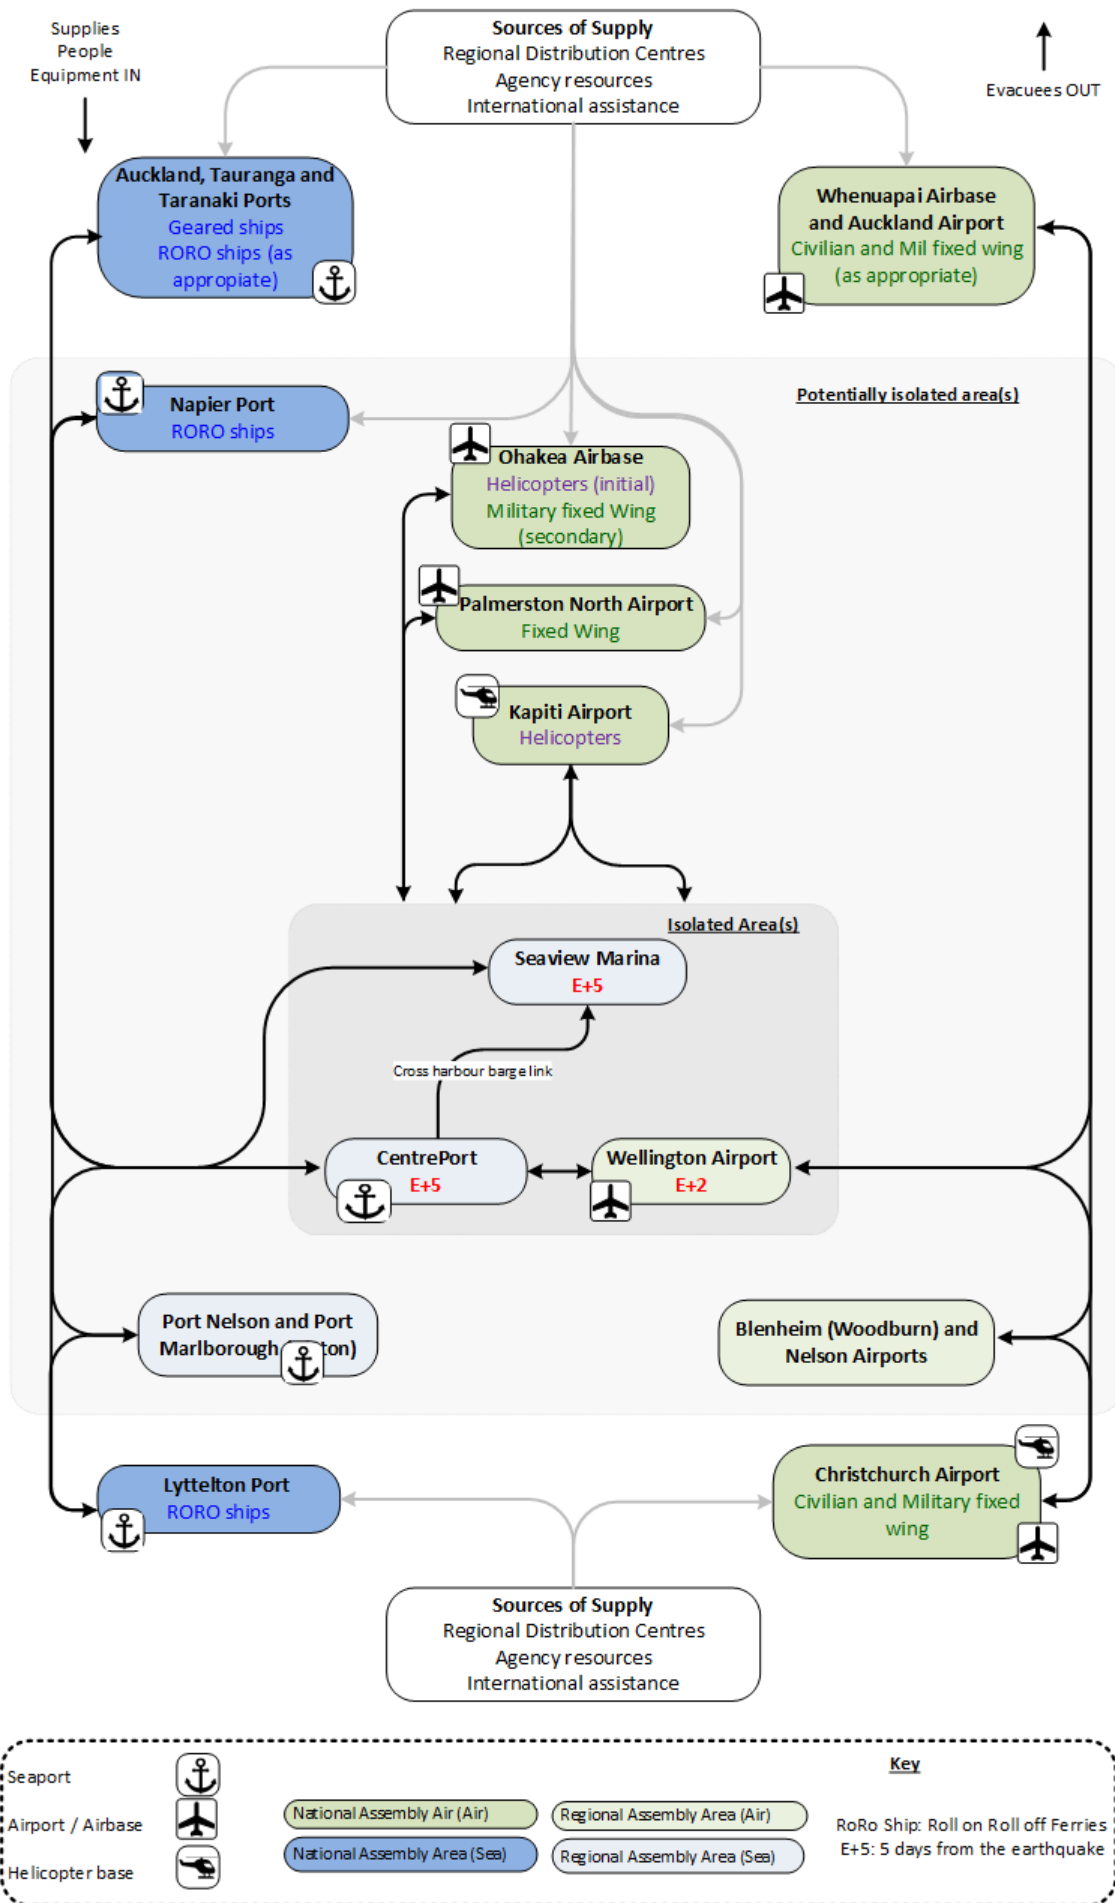 Supplies
People
Equipment IN
Sources of Supply
Regional Distribution Centres
Agency resources
International assistance
Evacuees OUT
Auckland, Tauranga and
Taranaki Ports
Geared ships
RORO ships (as
appropiate)
Whenuapai Airbase
and Auckland Airport
Civilian and Mil fixed wing
(as appropriate)
Potentially isolated area(s)
Napier Port
RORO ships
Ohakea Airbase
Helicopters (initial)
Military fixed Wing
(secondary)
Palmerston North Airport
Fixed Wing
Kapiti Airport
Helicopters
Isolated Area(s)
Seaview Marina
E+5
Cross harbour barge link
CentrePort
E+5
Wellington Airport
E+2
Port Nelson and Port
Marlborough
Blenheim (Woodburn) and
Nelson Airports
Lyttelton Port
RORO ships
Christchurch Airport
Civilian and Military fixed
wing
Sources of Supply
Regional Distribution Centres
Agency resources
International assistance
Key
Seaport
Airport / Airbase
Helicopter base
National Assembly Air (Air)
National Assembly Area (Sea)
Regional Assembly Area (Air)
Regional Assembly Area (Sea)
RoRo Ship: Roll on Roll off Ferries
E+5: 5 days from the earthquake